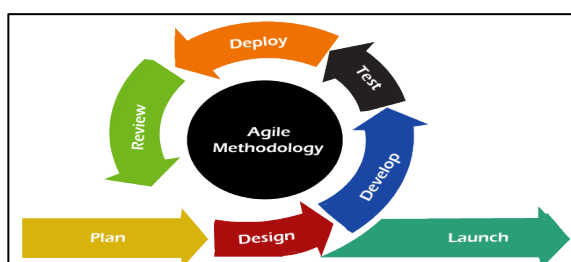 Deploy
Test
Review
Agile
Methodology
Develop
Plan
Design
Launch